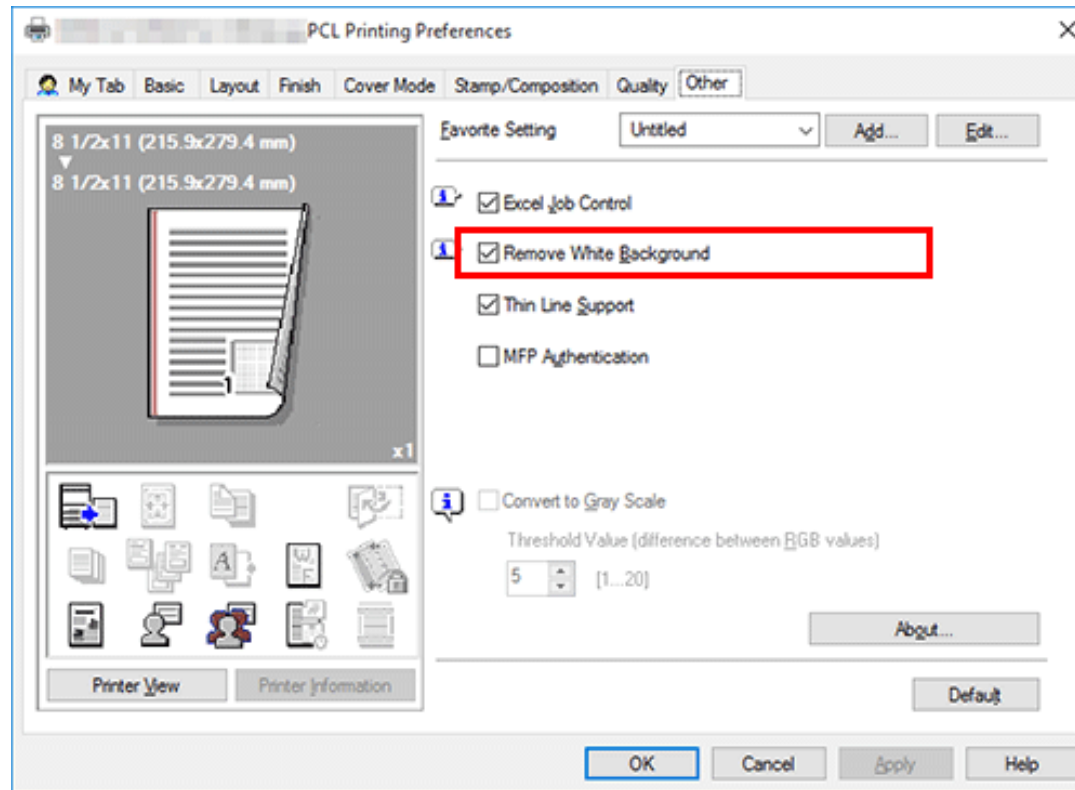 PCL Printing Preferences
My Tab Basic Layout Finish Cover Mode Stamp/Composition Quality Other
8 1/2x11 (215.9x279.4 mm)
8 1/2x11 (215.9x279.4 mm)
1
x1
Favorite Setting Untitled Add... Edit...
Excel Job Control
Remove White Background
Thin Line Support
MFP Authentication
Convert to Gray Scale
Threshold Value (difference between RGB values)
5 [1...20]
About...
Printer View Printer Information
Default
OK Cancel Apply Help